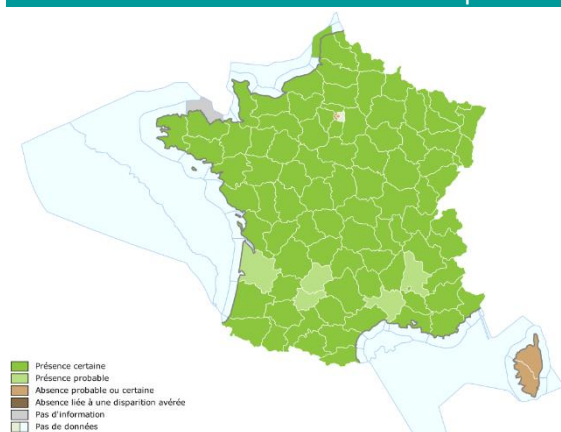 Présence certaine
Présence probable
Absence probable ou certaine
Absence liée à une disparition avérée
Pas d'information
Pas de données